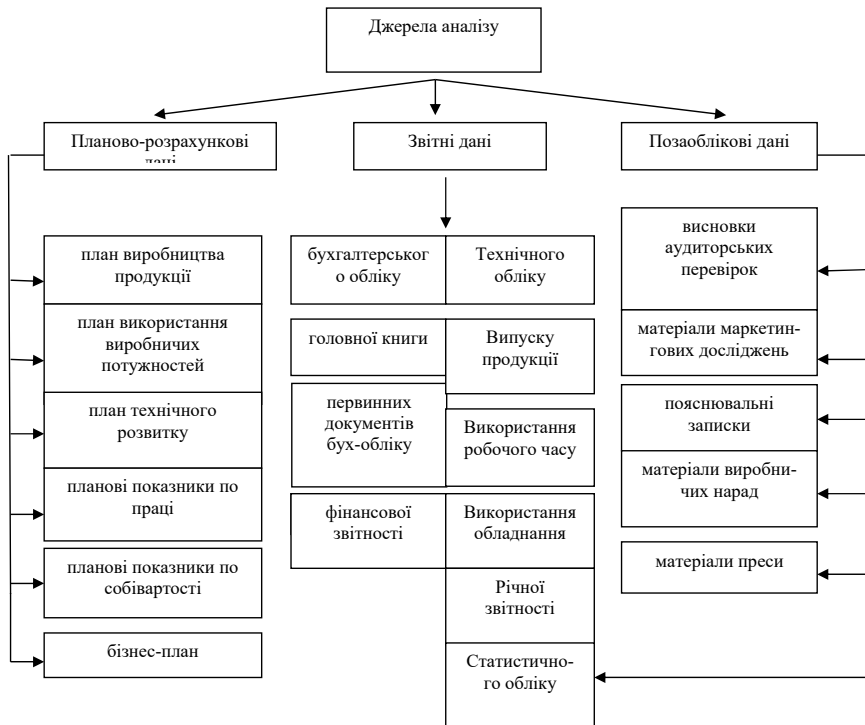 Джерела аналізу
Планово-розрахункові
дані
Звітні дані
Позаоблікові дані
план виробництва
продукції
план використання
виробничих
потужностей
план технічного
розвитку
планові показники по
праці
планові показники по
собівартості
бізнес-план
бухгалтерськог
о обліку
головної книги
первинних
документів
бух-обліку
фінансової
звітності
Технічного
обліку
Випуску
продукції
Використання
робочого часу
Використання
обладнання
Річної
звітності
Статистично-
го обліку
висновки
аудиторських
перевірок
матеріали маркетин-
гових досліджень
пояснювальні
записки
матеріали виробни-
чих нарад
матеріали преси